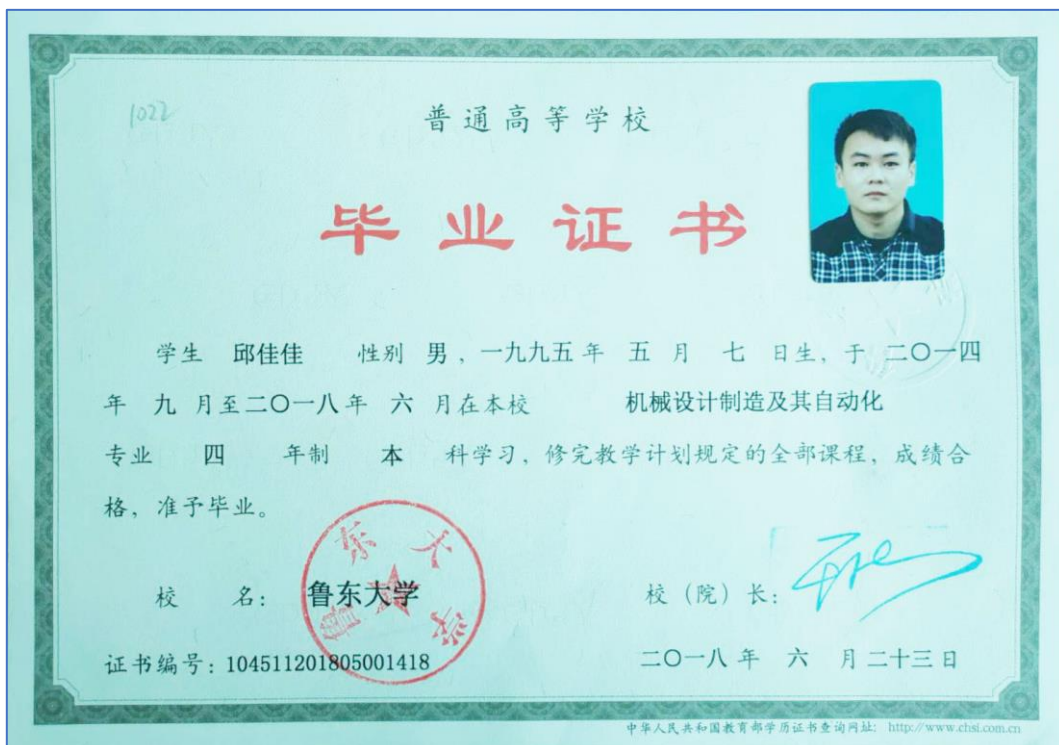 1022
普通高等学校
毕业证书
学生 邱佳佳 性别 男，一九九五年 五 月 七 日生，于 二〇一四
年 九 月至二〇一八年 六 月在本校 机械设计制造及其自动化
专业 四 年制 本 科学习，修完教学计划规定的全部课程，成绩合
格，准予毕业。
校 名：鲁东大学
鲁东大学
校（院）长：
证书编号：104511201805001418
二〇一八年 六 月二十三日
中华人民共和国教育部学历证书查询网址：http://www.chsi.com.cn